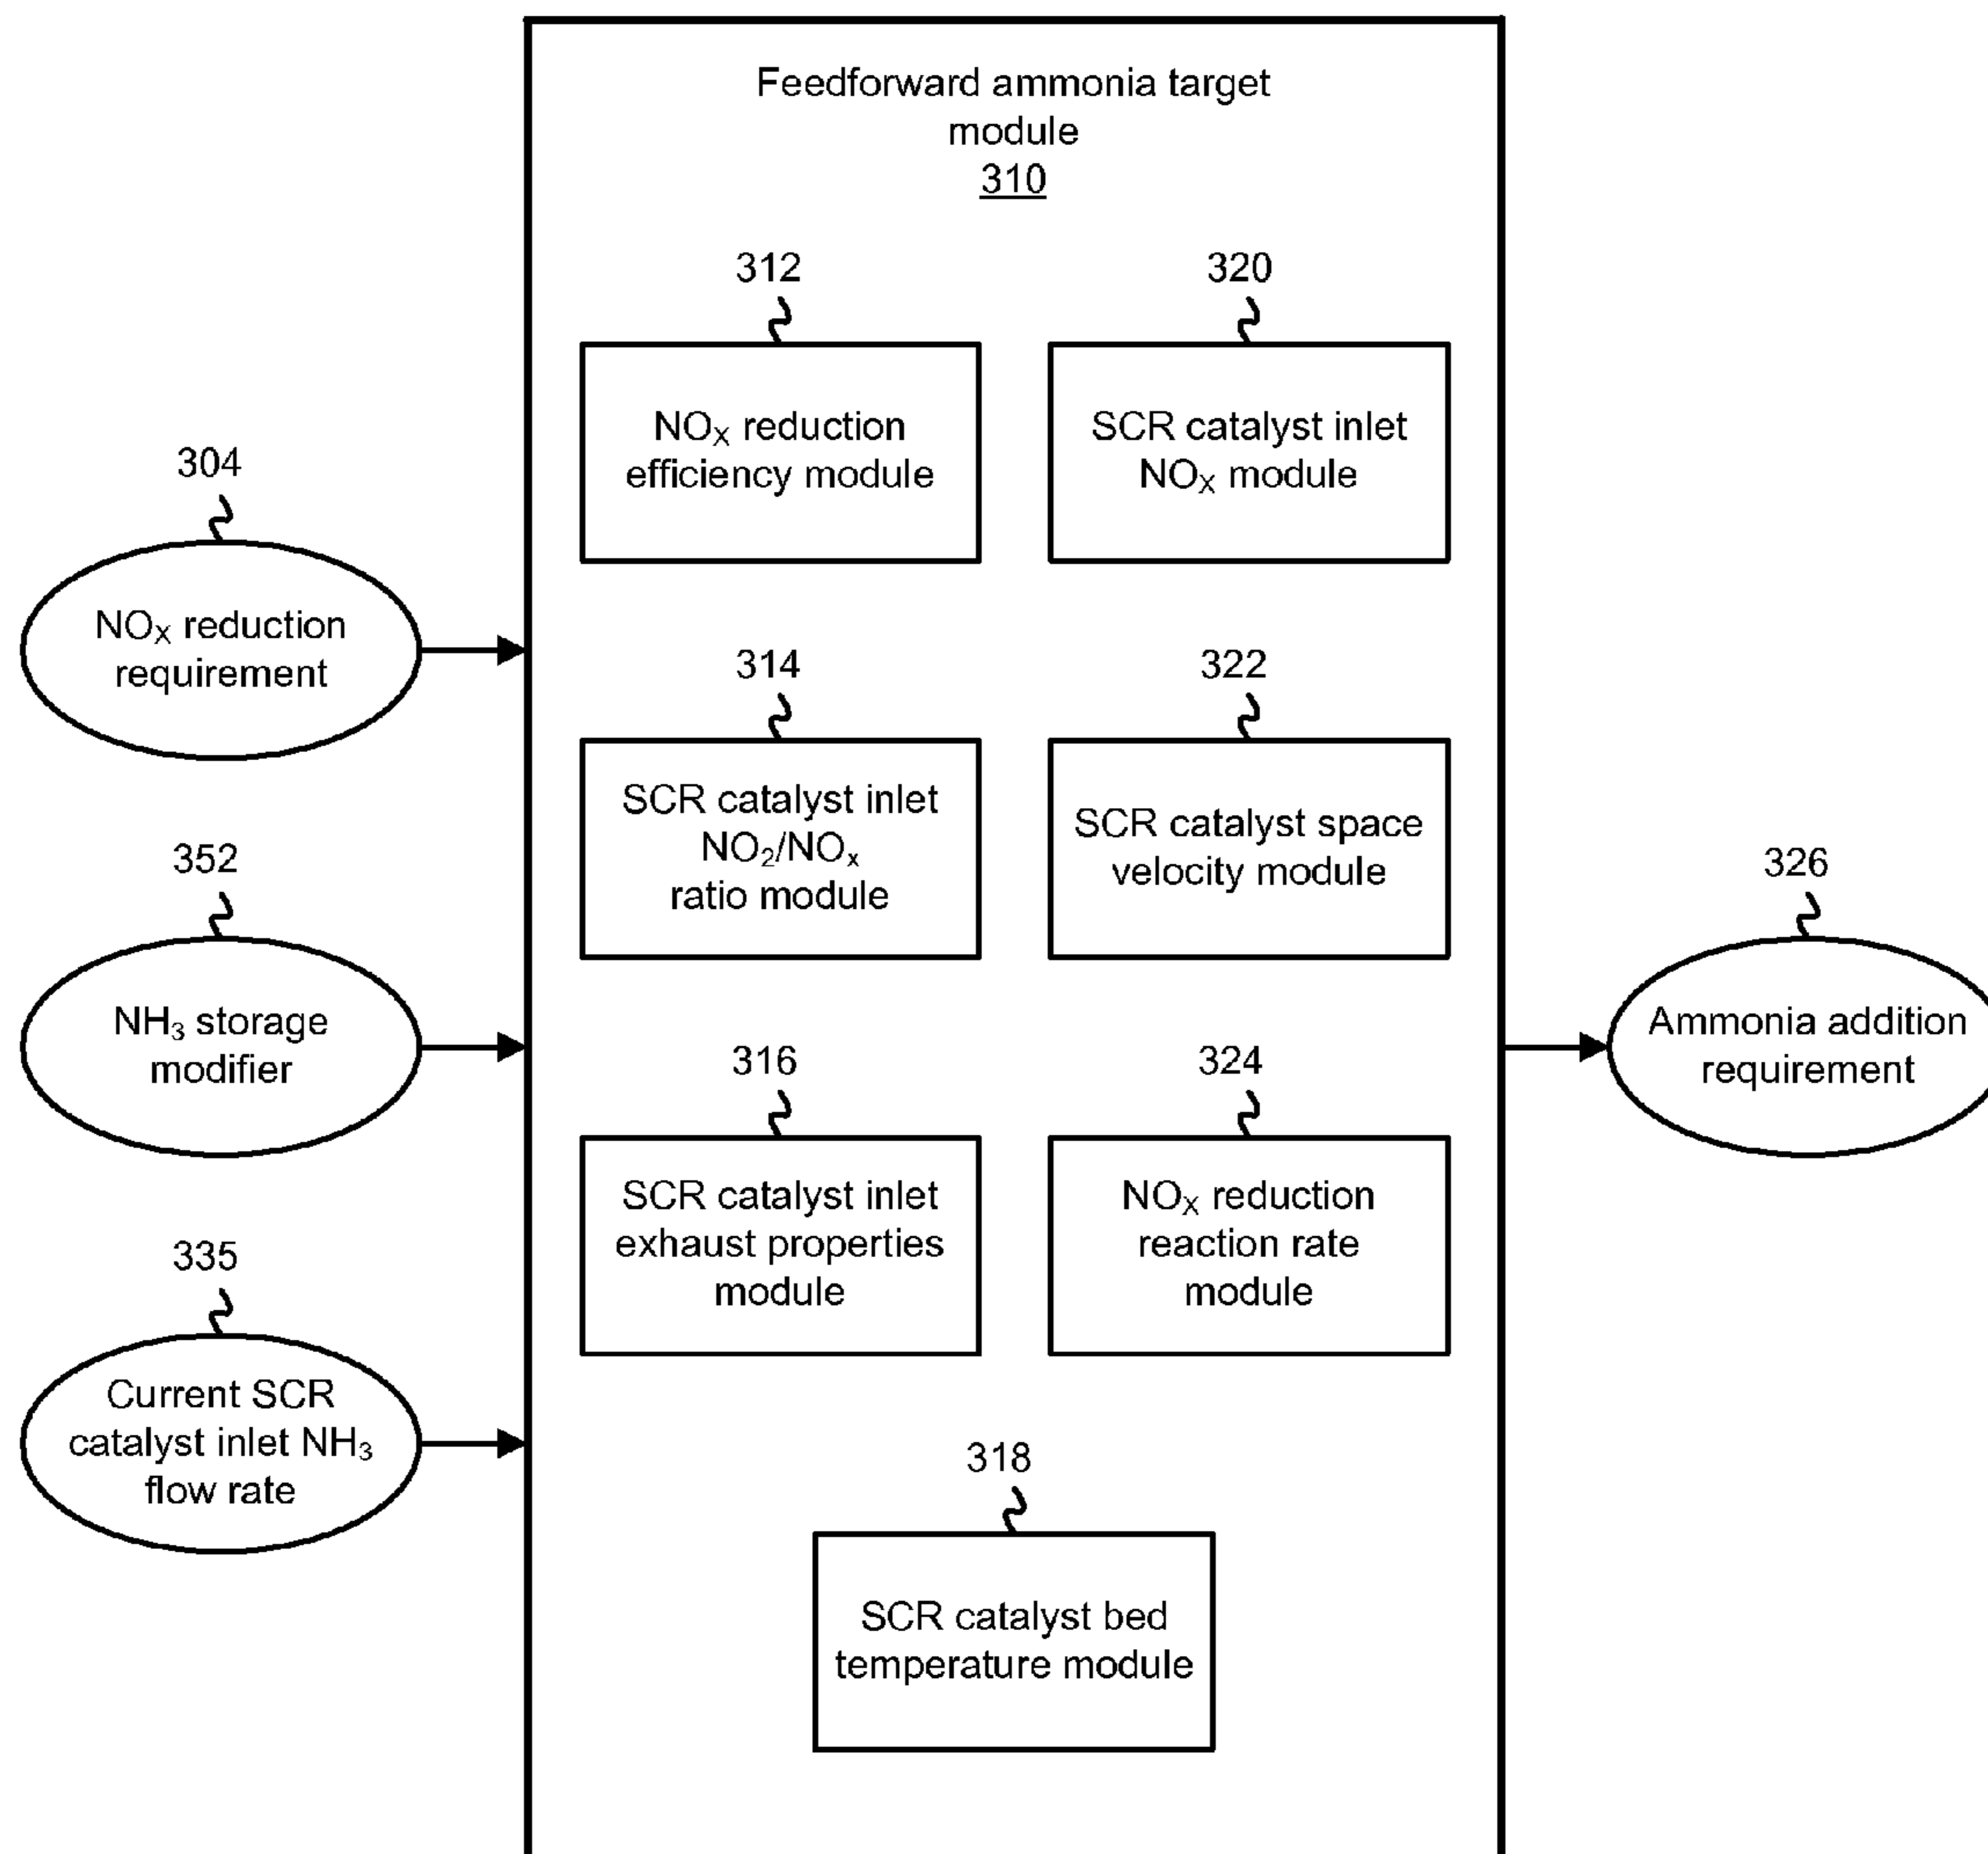 Feedforward ammonia target
module
310
312
320
NOX reduction
efficiency module
SCR catalyst inlet
NOX module
304
NOX reduction
requirement
314
322
SCR catalyst inlet
NO2/NOx
ratio module
SCR catalyst space
velocity module
352
NH3 storage
modifier
326
Ammonia addition
requirement
316
324
SCR catalyst inlet
exhaust properties
module
NOX reduction
reaction rate
module
335
Current SCR
catalyst inlet NH3
flow rate
318
SCR catalyst bed
temperature module